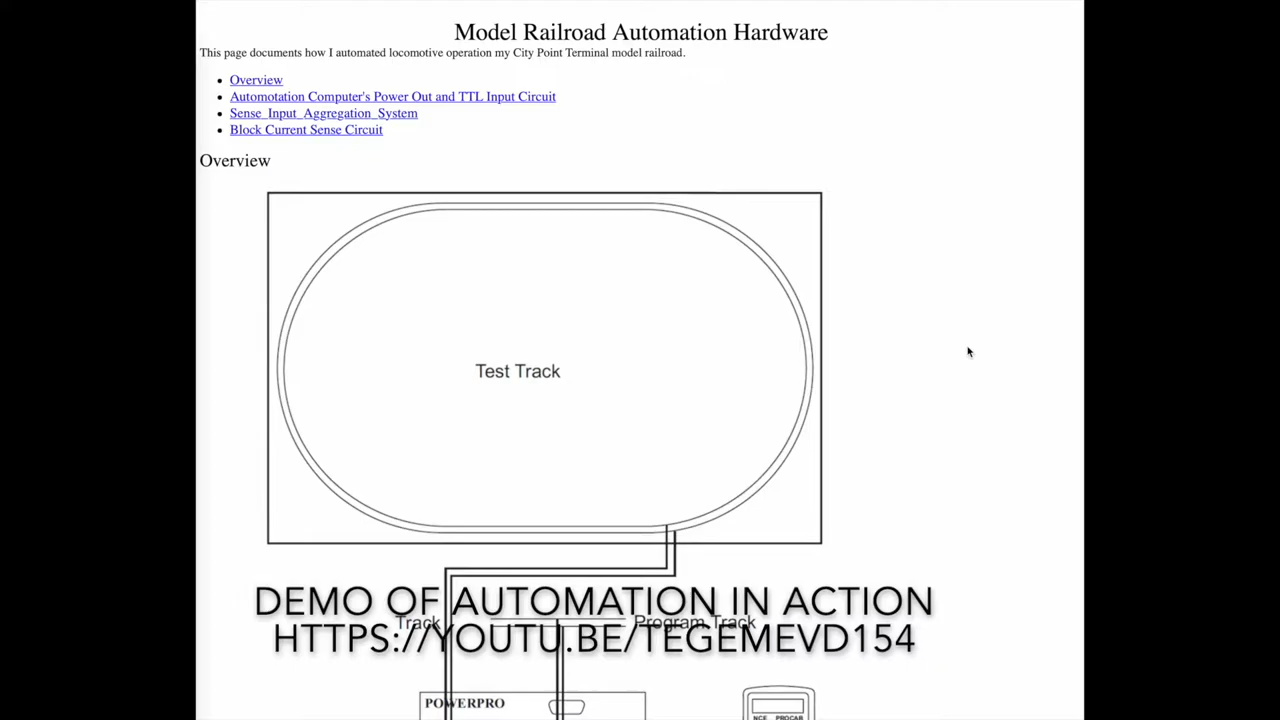 Model Railroad Automation Hardware
This page documents how I automated locomotive operation my City Point Terminal model railroad.
Overview
Automotation Computer's Power Out and TTL Input Circuit
Sense_Input_Aggregation_System
Block Current Sense Circuit
Overview
Test Track
DEMO OF AUTOMATION IN ACTION
Track
Program Track
HTTPS://YOUTU.BE/TEGEMEVD154
POWERPRO
NCE PROCAB